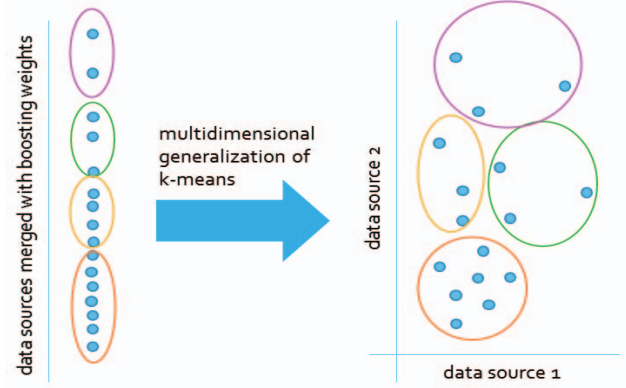 data sources merged with boosting weights
multidimensional
generalization of
k-means
data source 2
data source 1